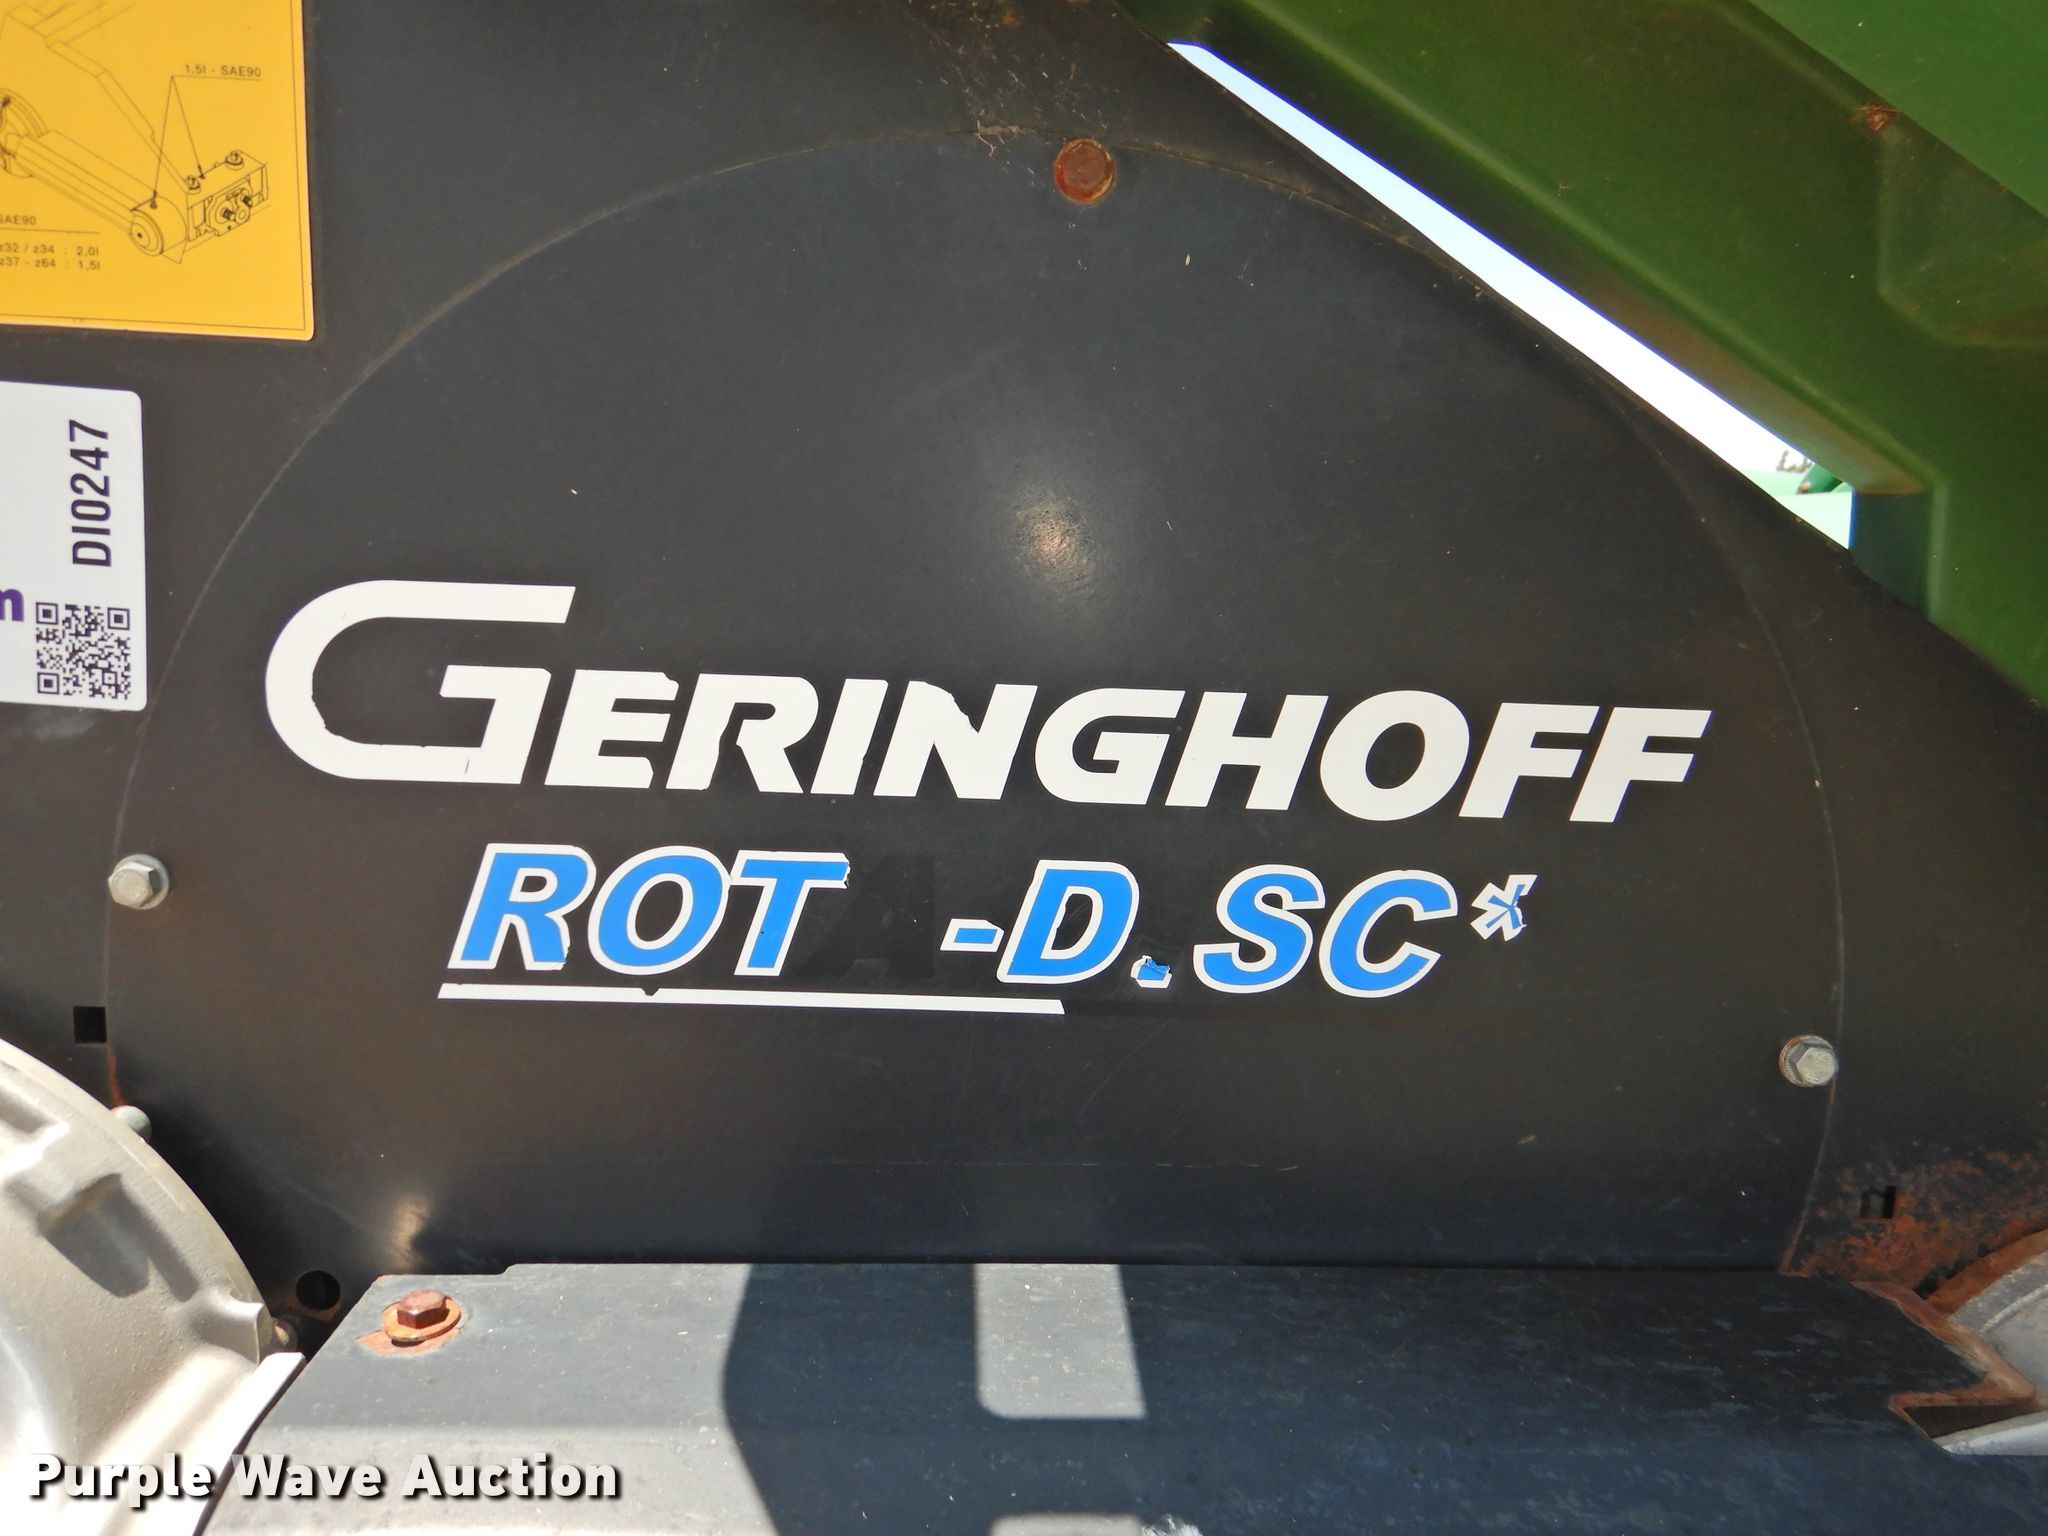 1.5l - SAE90
SAE90
z32 / z34 : 2,0l
z37 - z64 : 1,5l
DI0247
m
GERINGHOFF
ROT -D.SC*
Purple Wave Auction